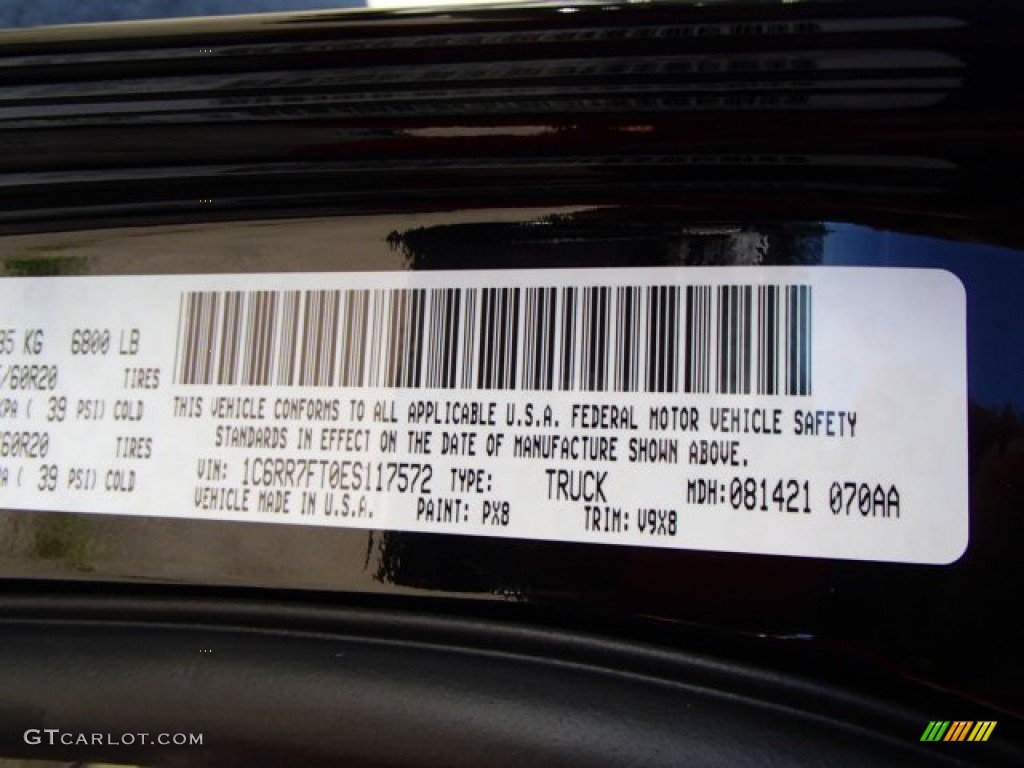 KG 6800 LB
/60R20 TIRES
KPA ( 39 PSI) COLD
60R20 TIRES
( 39 PSI) COLD
THIS VEHICLE CONFORMS TO ALL APPLICABLE U.S.A. FEDERAL MOTOR VEHICLE SAFETY
STANDARDS IN EFFECT ON THE DATE OF MANUFACTURE SHOWN ABOVE.
VIN: 1C6RR7FT0ES117572 TYPE: TRUCK MDH:081421 070AA
VEHICLE MADE IN U.S.A. PAINT: PX8 TRIM: V9X8
GTCARLOT.COM